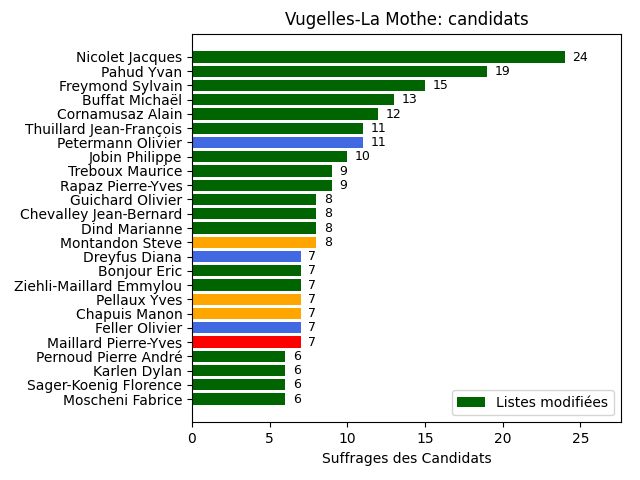 Vugelles-La Mothe: candidats
Nicolet Jacques 24
Pahud Yvan 19
Freymond Sylvain 15
Buffat Michaël 13
Cornamusaz Alain 12
Thuillard Jean-François 11
Petermann Olivier 11
Jobin Philippe 10
Treboux Maurice 9
Rapaz Pierre-Yves 9
Guichard Olivier 8
Chevalley Jean-Bernard 8
Dind Marianne 8
Montandon Steve 8
Dreyfus Diana 7
Bonjour Eric 7
Ziehli-Maillard Emmylou 7
Pellaux Yves 7
Chapuis Manon 7
Feller Olivier 7
Maillard Pierre-Yves 7
Pernoud Pierre André 6
Karlen Dylan 6
Sager-Koenig Florence 6
Moscheni Fabrice 6
Listes modifiées
0 5 10 15 20 25
Suffrages des Candidats